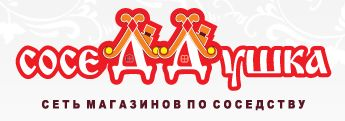 СОСЕДДУШКА
СЕТЬ МАГАЗИНОВ ПО СОСЕДСТВУ